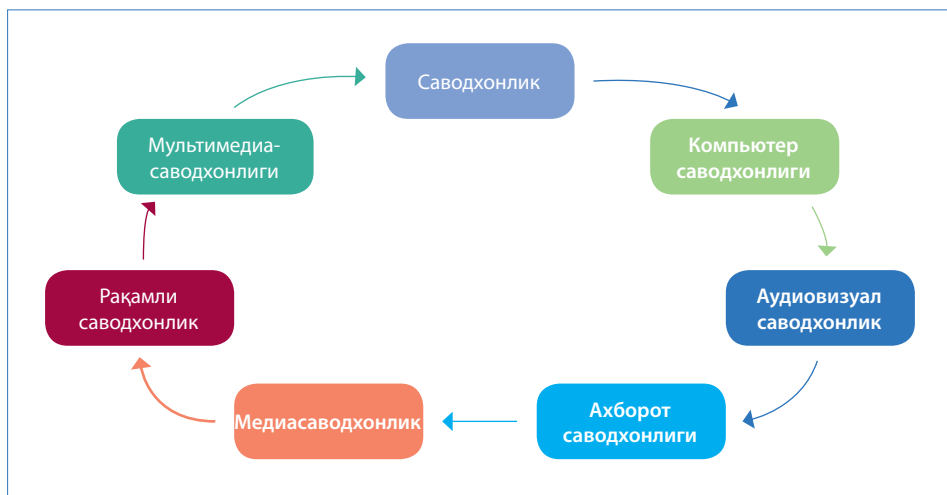 Саводхонлик
Компьютер
саводхонлиги
Аудиовизуал
саводхонлик
Ахборот
саводхонлиги
Медиасаводхонлик
Рақамли
саводхонлик
Мультимедиа-
саводхонлиги